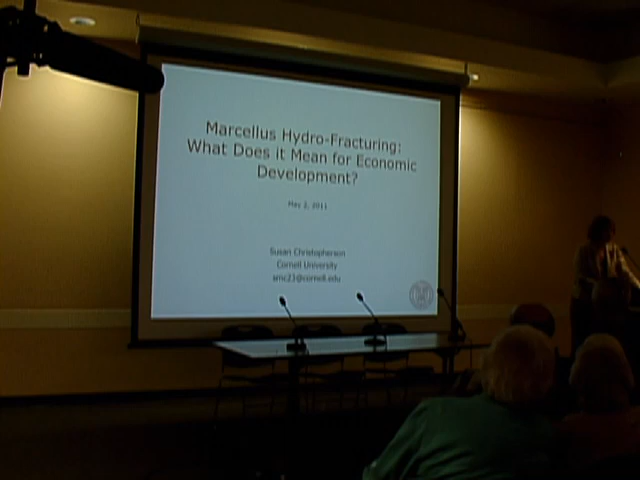 Marcellus Hydro-Fracturing:
What Does it Mean for Economic
Development?
May 2, 2011
Susan Christopherson
Cornell University
smc23@cornell.edu